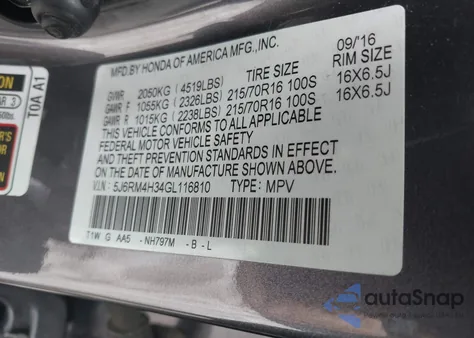 MFD.BY HONDA OF AMERICA MFG.,INC. 09/'16
TIRE SIZE RIM SIZE
GVWR 2050KG (4519LBS)
GAWR F 1055KG (2326LBS) 215/70R16 100S 16X6.5J
GAWR R 1015KG (2238LBS) 215/70R16 100S 16X6.5J
THIS VEHICLE CONFORMS TO ALL APPLICABLE
FEDERAL MOTOR VEHICLE SAFETY, BUMPER,
AND THEFT PREVENTION STANDARDS IN EFFECT
ON THE DATE OF MANUFACTURE SHOWN ABOVE.
V.I.N: 5J6RM4H34GL116810 TYPE: MPV
T1W G AA5 -NH797M -B-L
TOA A1
autoSnap